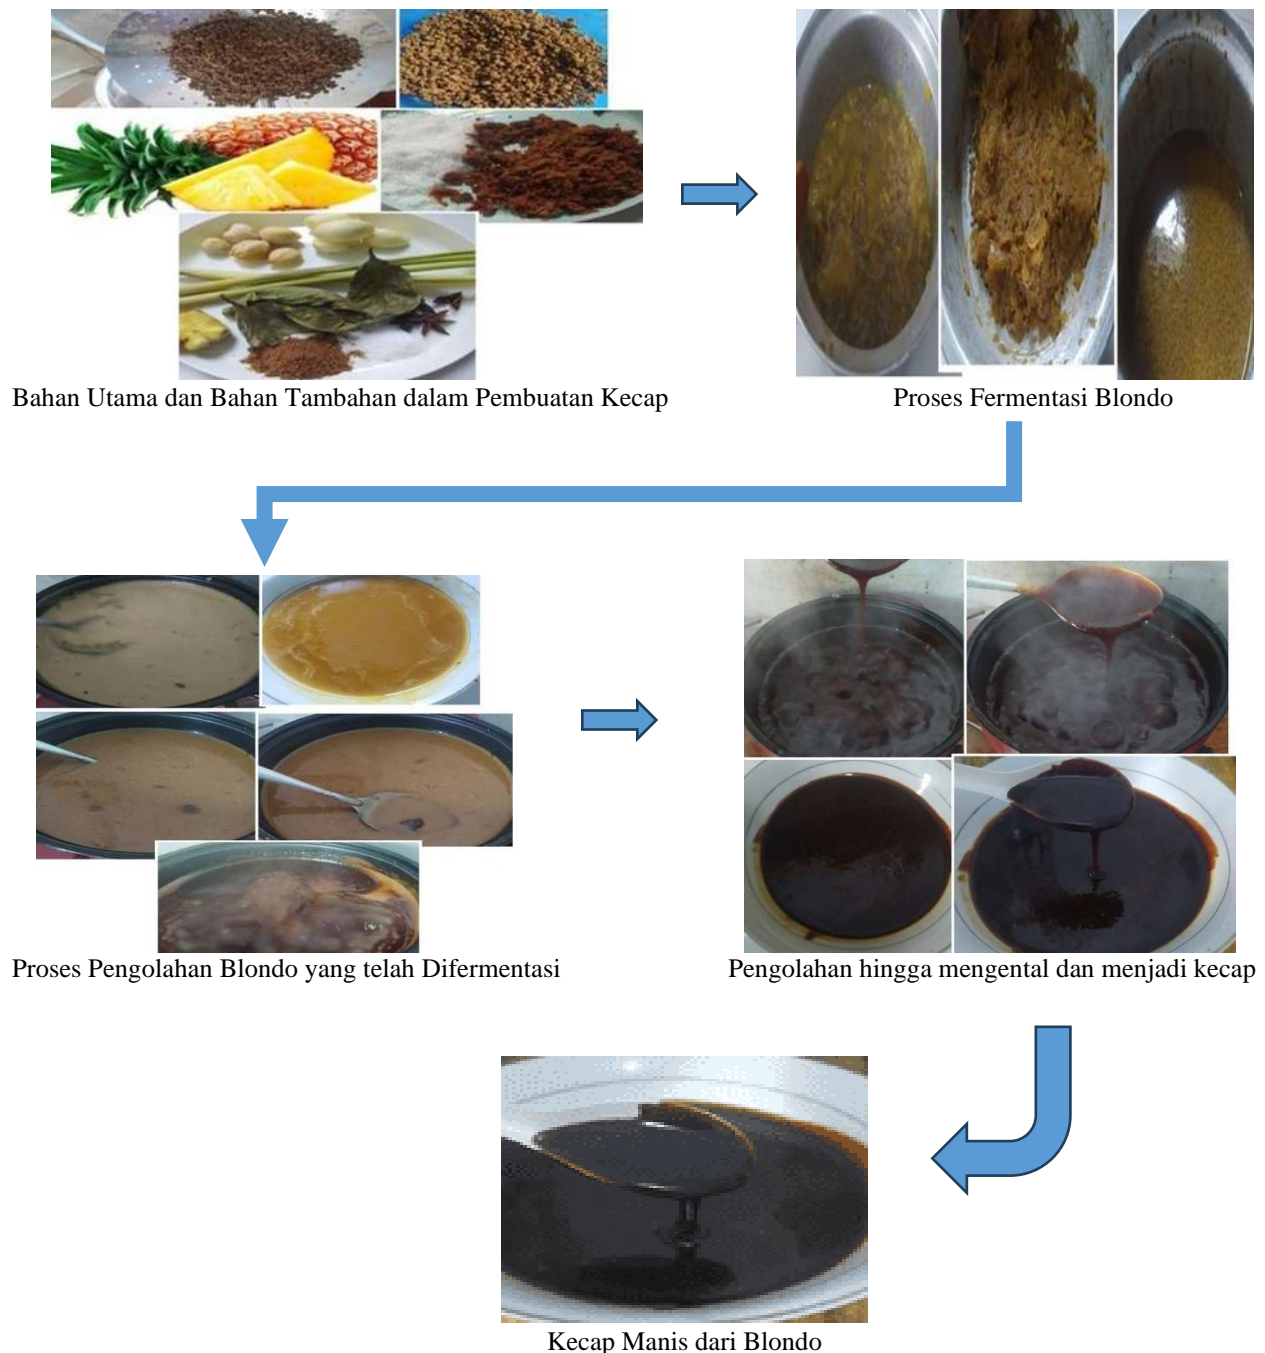 Bahan Utama dan Bahan Tambahan dalam Pembuatan Kecap
Proses Fermentasi Blondo
Proses Pengolahan Blondo yang telah Difermentasi
Pengolahan hingga mengental dan menjadi kecap
Kecap Manis dari Blondo